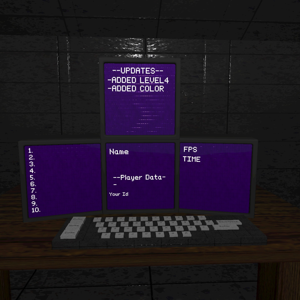 --UPDATES--
-ADDED LEVEL4
-ADDED COLOR
1.
2.
3.
4.
5.
6.
7.
8.
9.
10.
Name
--Player Data-
-
Your Id
FPS
TIME